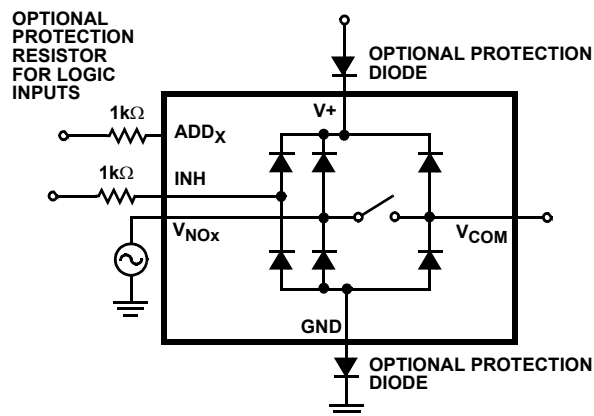 OPTIONAL
PROTECTION
RESISTOR
FOR LOGIC
INPUTS
OPTIONAL PROTECTION
DIODE
V+
1kΩ
ADDX
1kΩ
INH
VNOx
VCOM
GND
OPTIONAL PROTECTION
DIODE